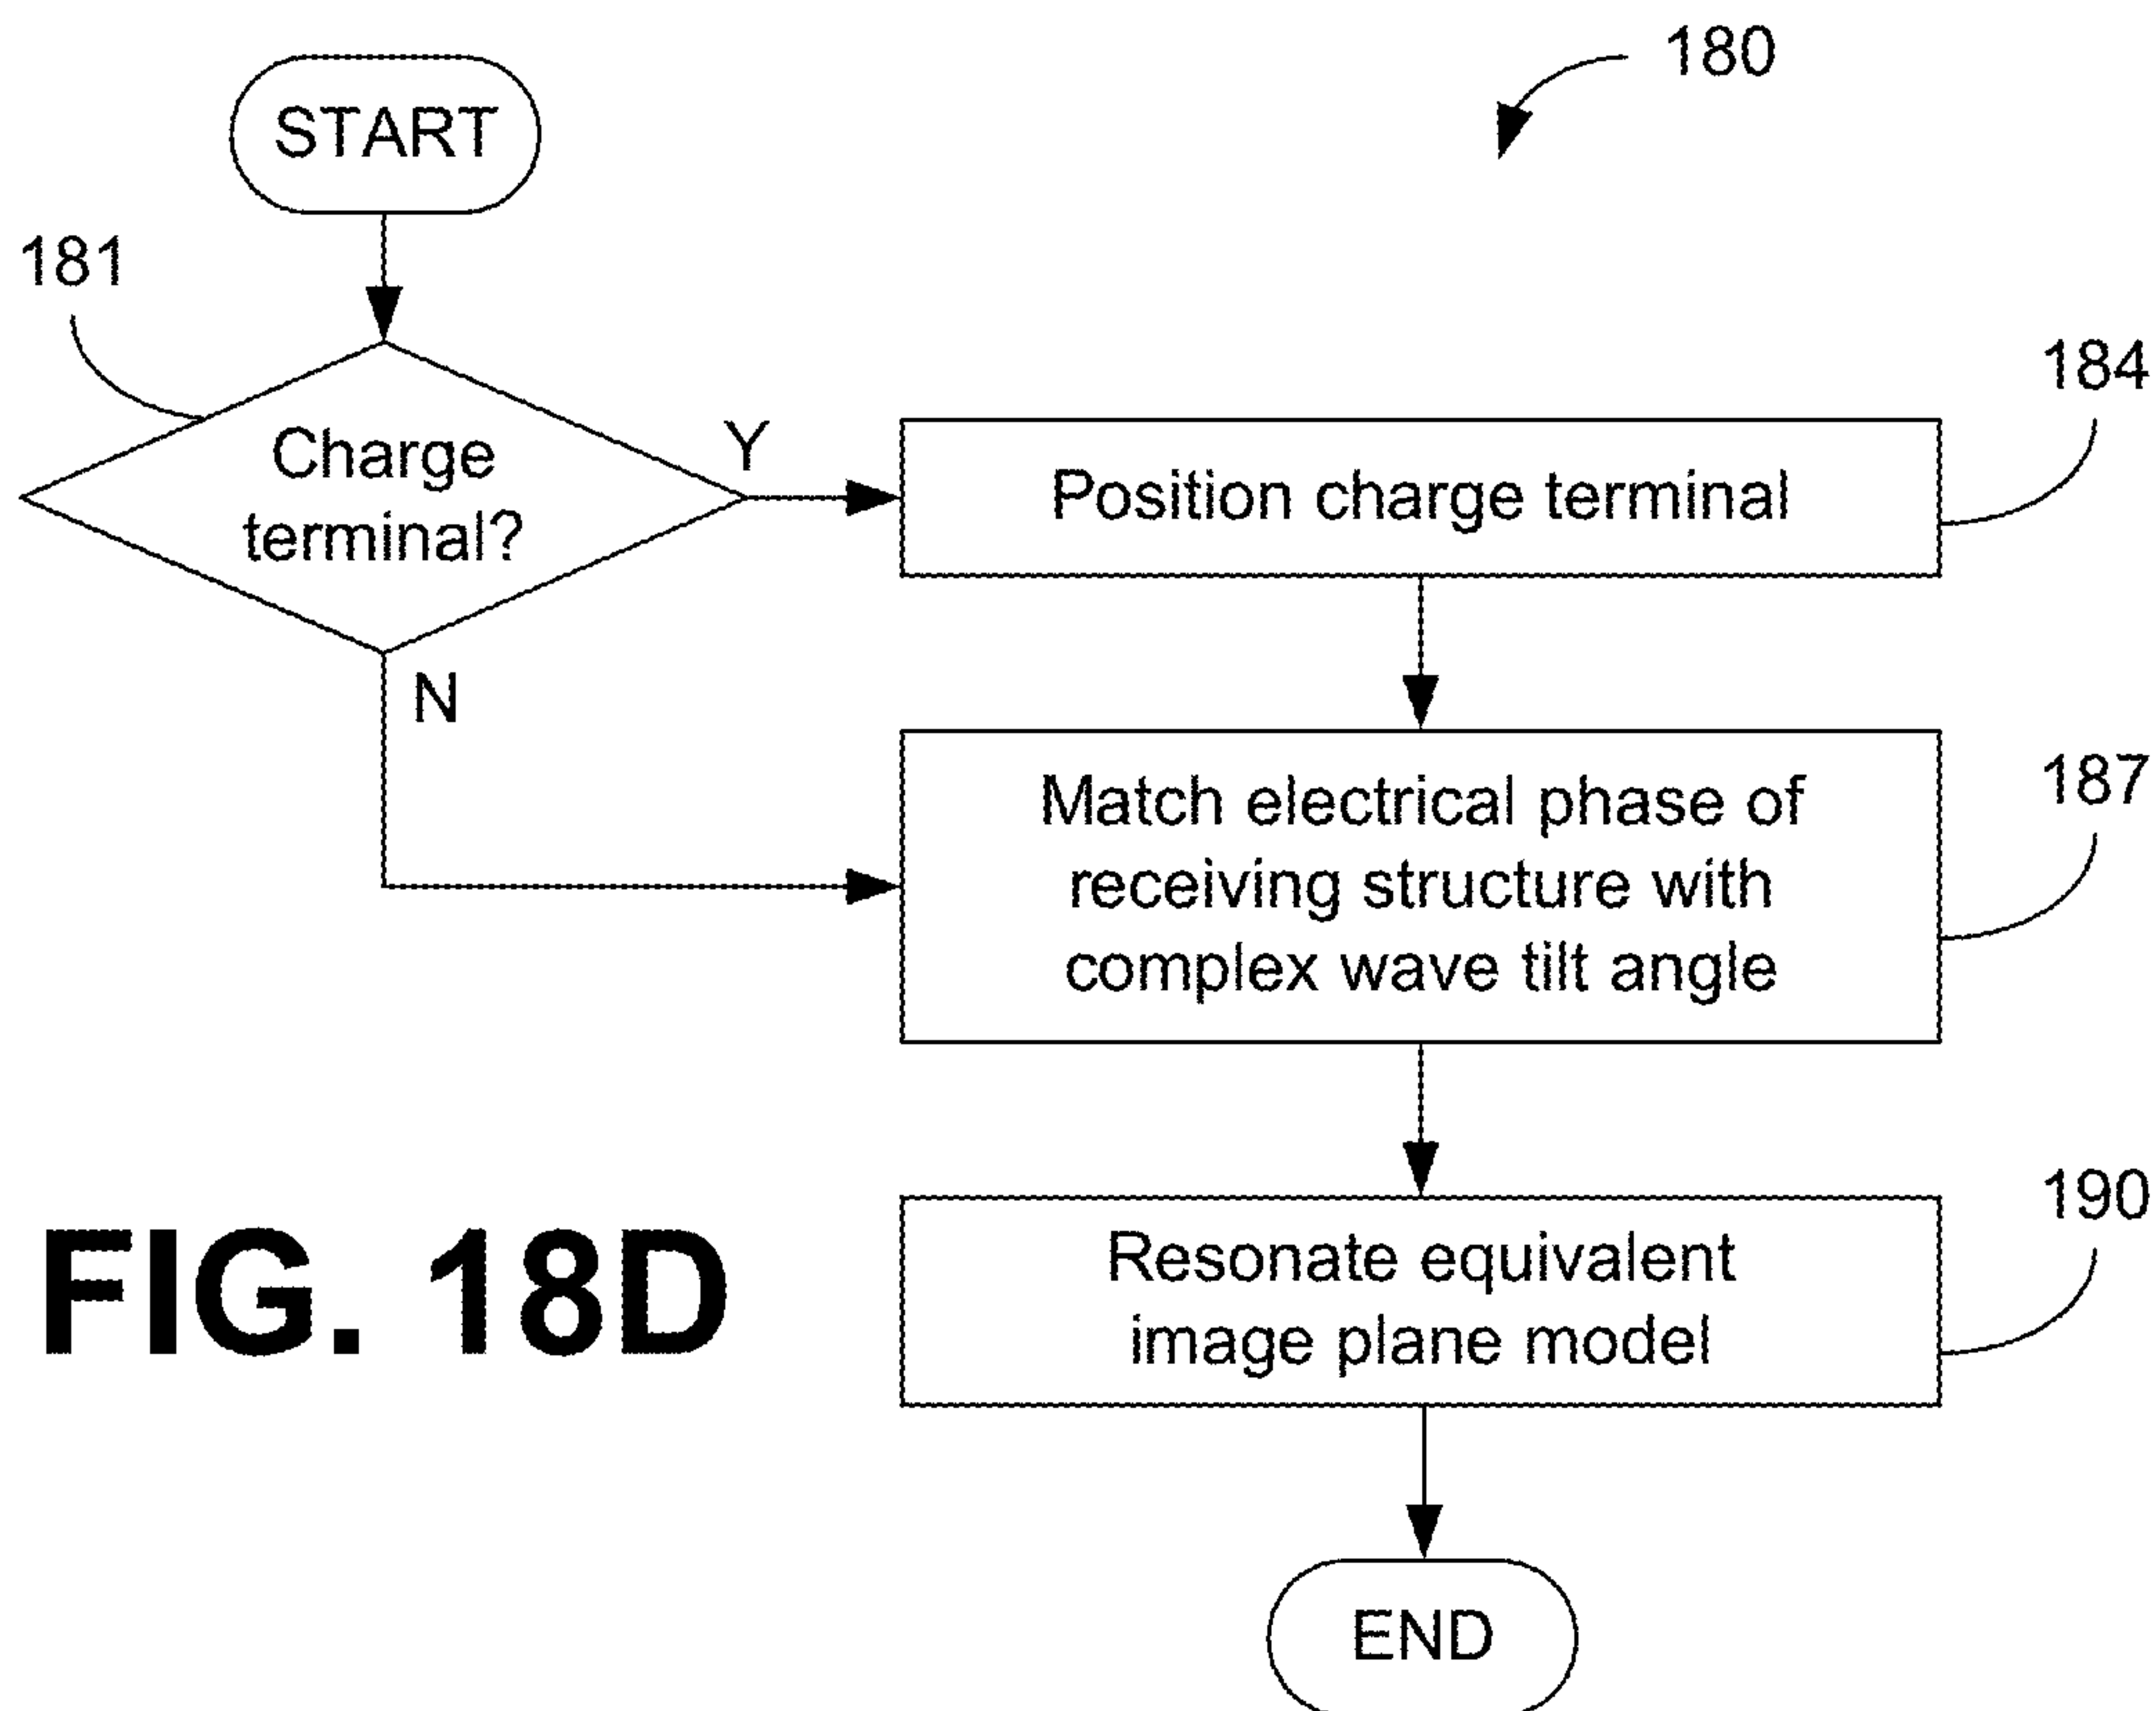 180
START
181
Charge
terminal?
Y
N
184
Position charge terminal
187
Match electrical phase of
receiving structure with
complex wave tilt angle
190
Resonate equivalent
image plane model
END
FIG. 18D